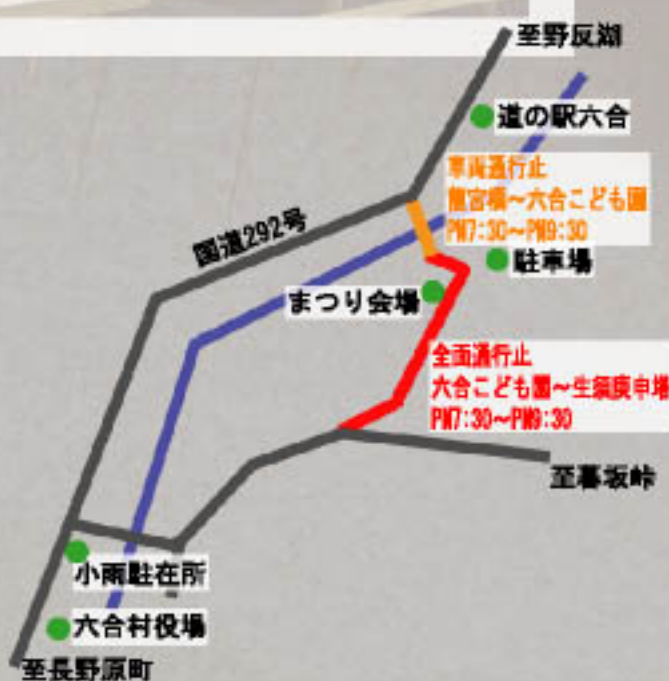 至野反湖
道の駅六合
車両通行止
龍宮橋～六合こども園
PM7:30～PM9:30
国道292号
駐車場
まつり会場
全面通行止
六合こども園～生須庚申場
PM7:30～PM9:30
至暮坂峠
小雨駐在所
六合村役場
至長野原町